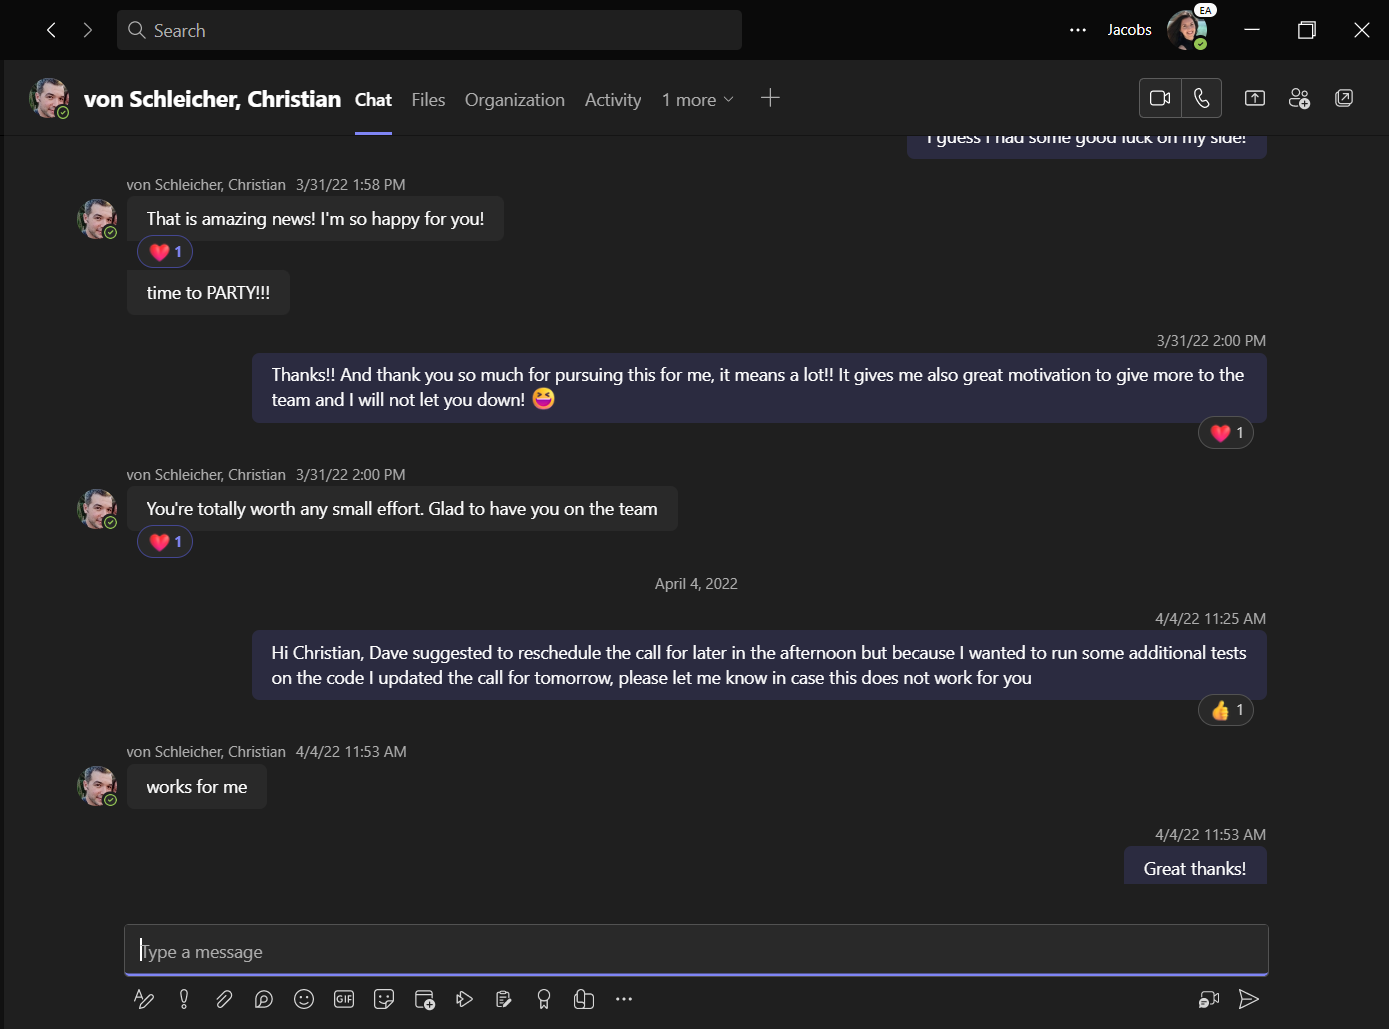 Search
Jacobs
EA
von Schleicher, Christian
Chat
Files
Organization
Activity
1 more
I guess I had some good luck on my side!
von Schleicher, Christian 3/31/22 1:58 PM
That is amazing news! I'm so happy for you!
1
time to PARTY!!!
3/31/22 2:00 PM
Thanks!! And thank you so much for pursuing this for me, it means a lot!! It gives me also great motivation to give more to the
team and I will not let you down! 😆
1
von Schleicher, Christian 3/31/22 2:00 PM
You're totally worth any small effort. Glad to have you on the team
1
April 4, 2022
4/4/22 11:25 AM
Hi Christian, Dave suggested to reschedule the call for later in the afternoon but because I wanted to run some additional tests
on the code I updated the call for tomorrow, please let me know in case this does not work for you
1
von Schleicher, Christian 4/4/22 11:53 AM
works for me
4/4/22 11:53 AM
Great thanks!
Type a message
GIF